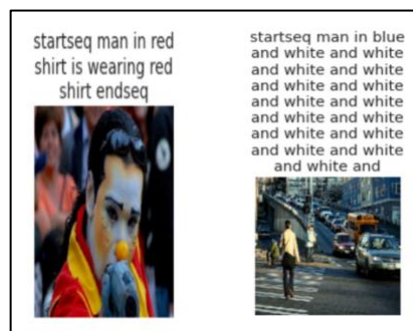 startseq man in red
shirt is wearing red
shirt endseq
startseq man in blue
and white and white
and white and white
and white and white
and white and white
and white and white
and white and white
and white and white
and white and